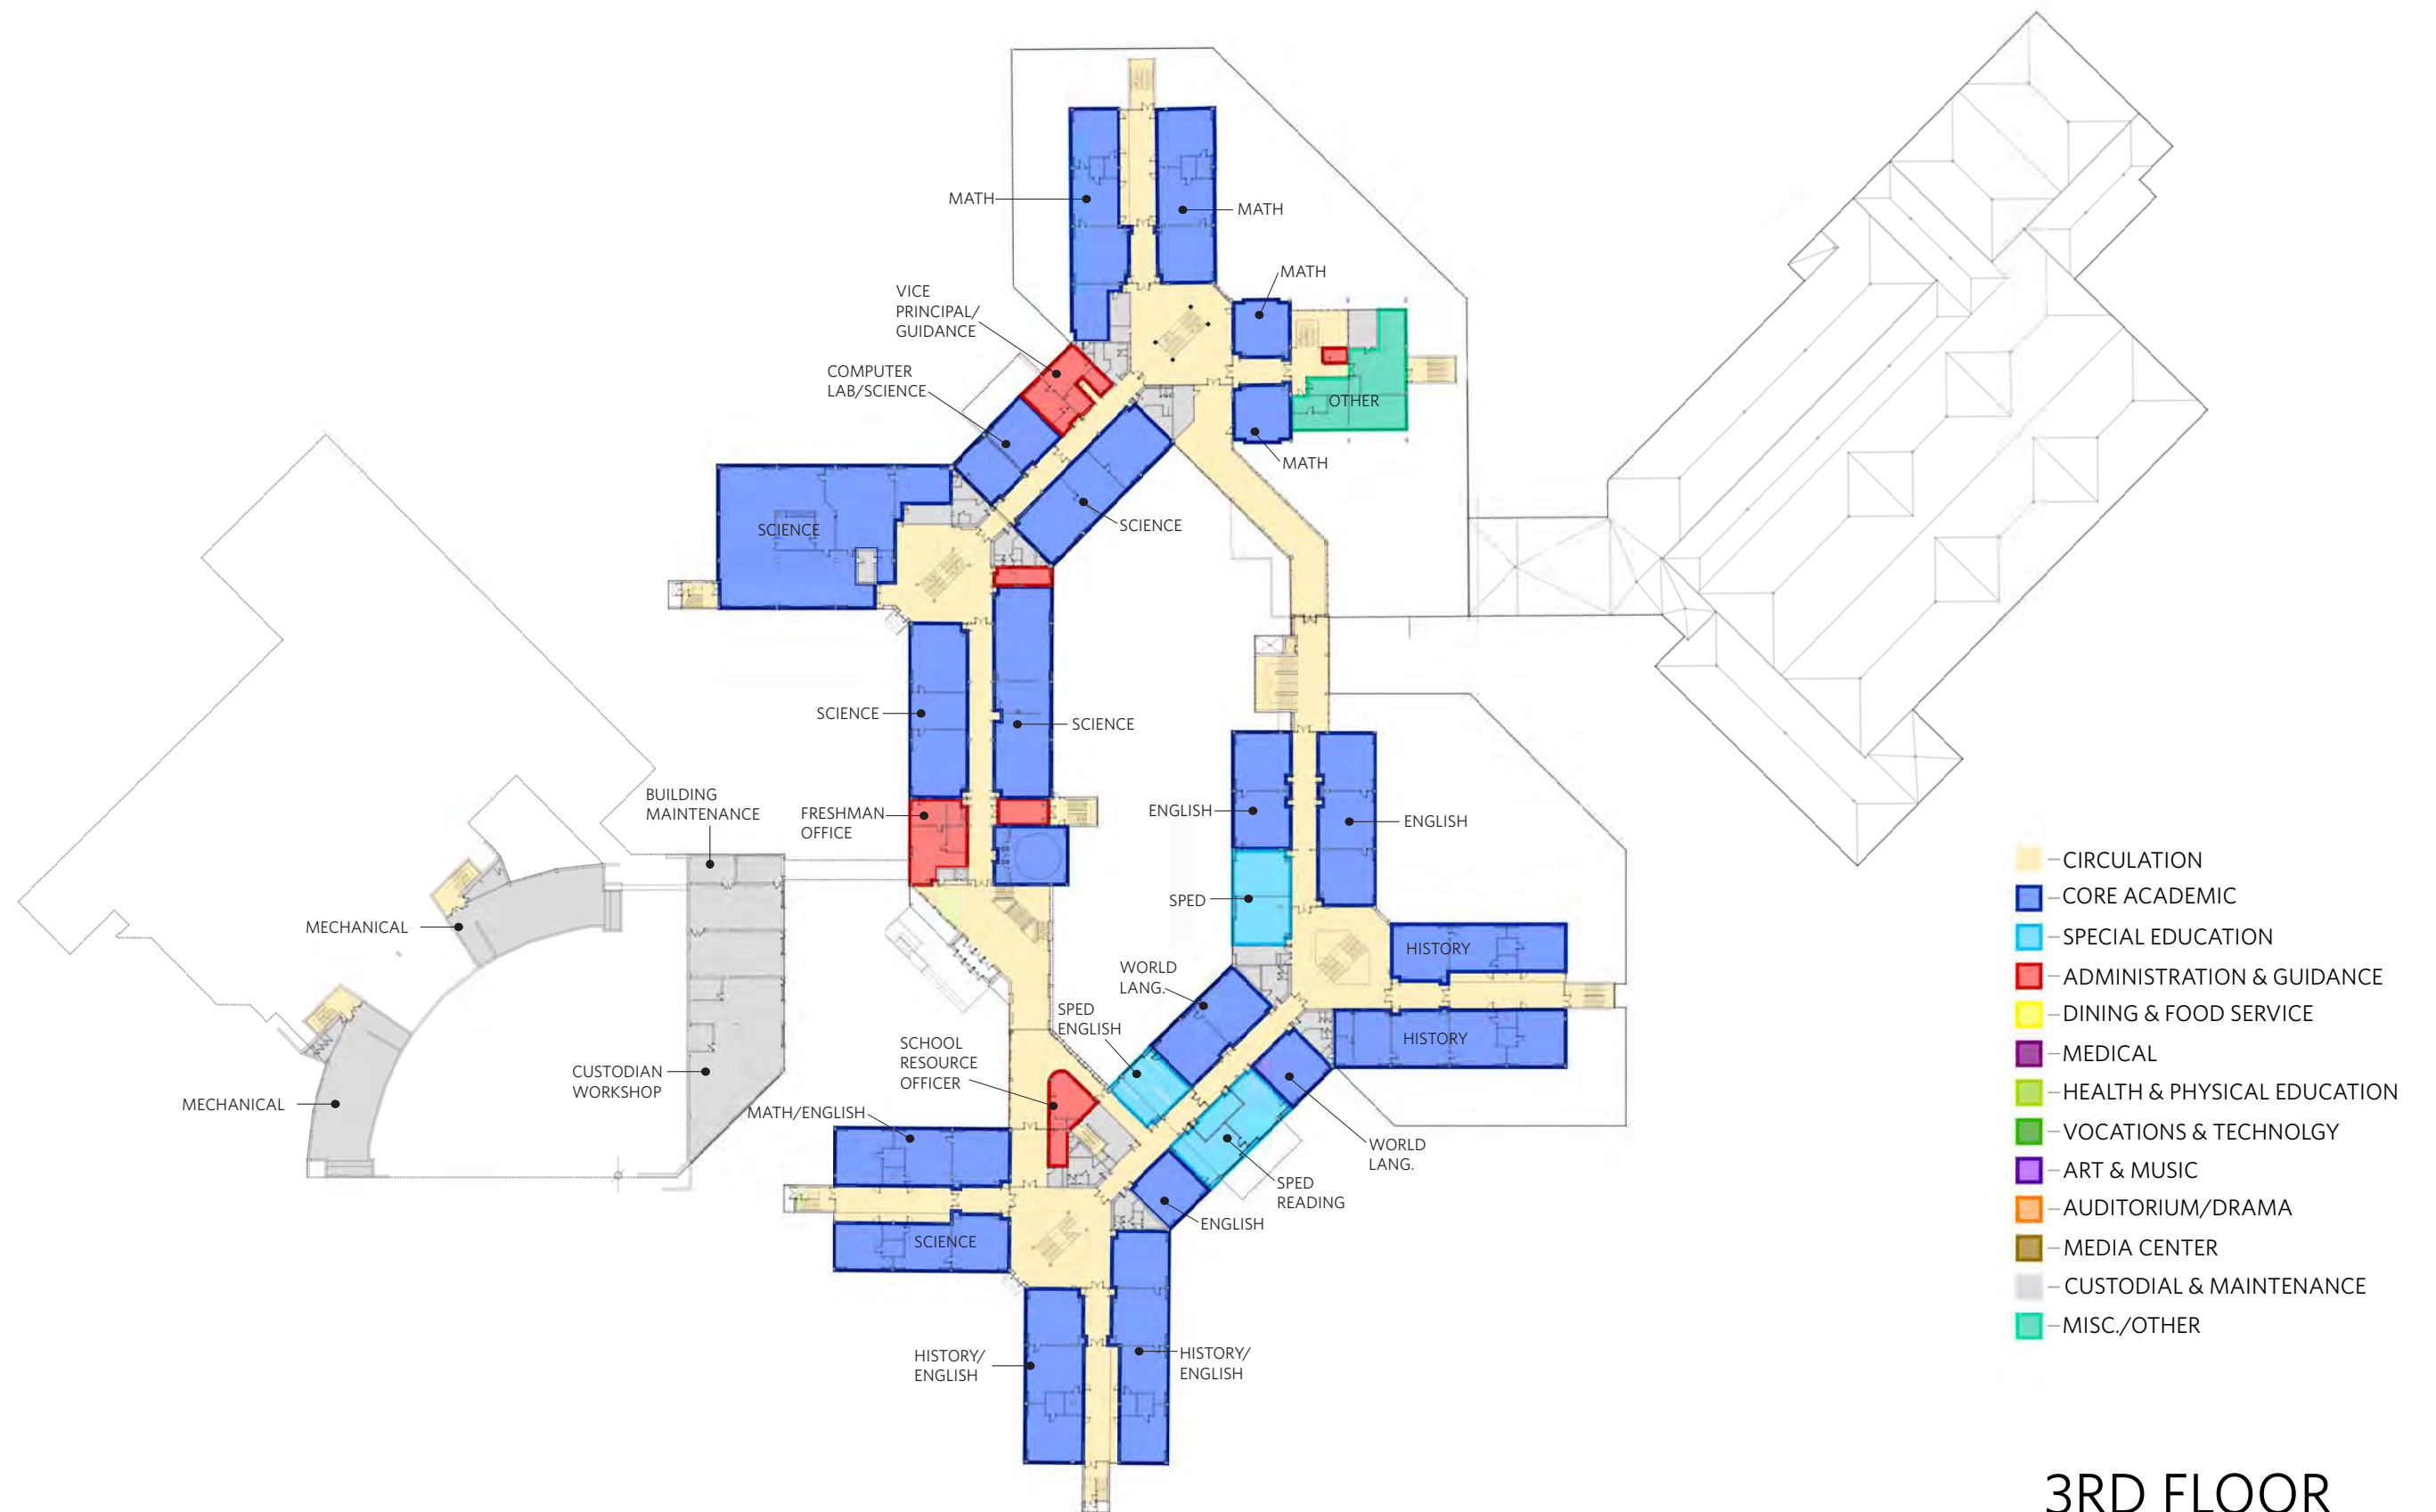 MATH
MATH
MATH
VICE
PRINCIPAL/
GUIDANCE
COMPUTER
LAB/SCIENCE
OTHER
MATH
SCIENCE
SCIENCE
SCIENCE
SCIENCE
BUILDING
MAINTENANCE
FRESHMAN
OFFICE
ENGLISH
ENGLISH
SPED
MECHANICAL
HISTORY
WORLD
LANG.
SPED
ENGLISH
HISTORY
SCHOOL
RESOURCE
OFFICER
CUSTODIAN
WORKSHOP
MECHANICAL
MATH/ENGLISH
WORLD
LANG.
SPED
READING
ENGLISH
SCIENCE
HISTORY/
ENGLISH
HISTORY/
ENGLISH
CIRCULATION
CORE ACADEMIC
SPECIAL EDUCATION
ADMINISTRATION & GUIDANCE
DINING & FOOD SERVICE
MEDICAL
HEALTH & PHYSICAL EDUCATION
VOCATIONS & TECHNOLGY
ART & MUSIC
AUDITORIUM/DRAMA
MEDIA CENTER
CUSTODIAL & MAINTENANCE
MISC./OTHER
3RD FLOOR